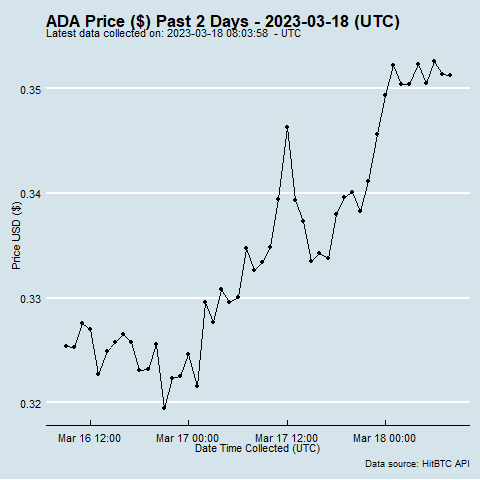 ADA Price ($) Past 2 Days - 2023-03-18 (UTC)
Latest data collected on: 2023-03-18 08:03:58 - UTC
0.35
0.34
0.33
0.32
Price USD ($)
Mar 16 12:00
Mar 17 00:00
Mar 17 12:00
Mar 18 00:00
Date Time Collected (UTC)
Data source: HitBTC API